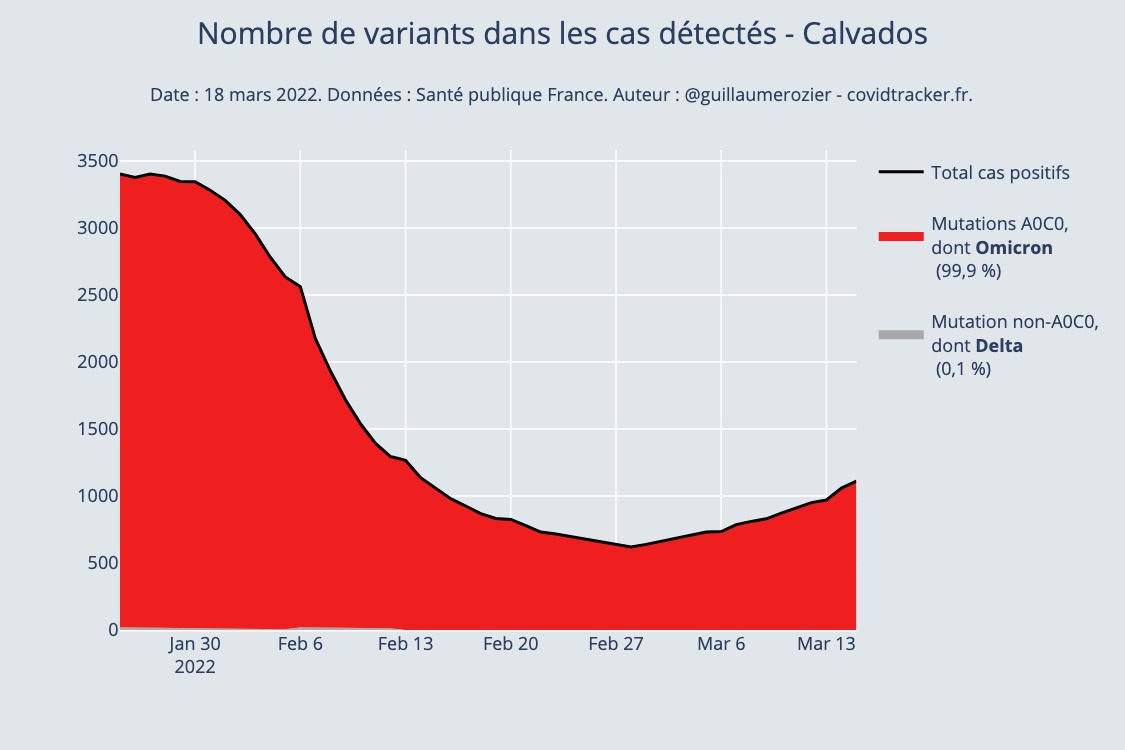 Nombre de variants dans les cas détectés - Calvados
Date : 18 mars 2022. Données : Santé publique France. Auteur : @guillaumerozier - covidtracker.fr.
3500
3000
2500
2000
1500
1000
500
0
Jan 30
2022
Feb 6
Feb 13
Feb 20
Feb 27
Mar 6
Mar 13
Total cas positifs
Mutations A0C0,
dont Omicron
(99,9 %)
Mutation non-A0C0,
dont Delta
(0,1 %)